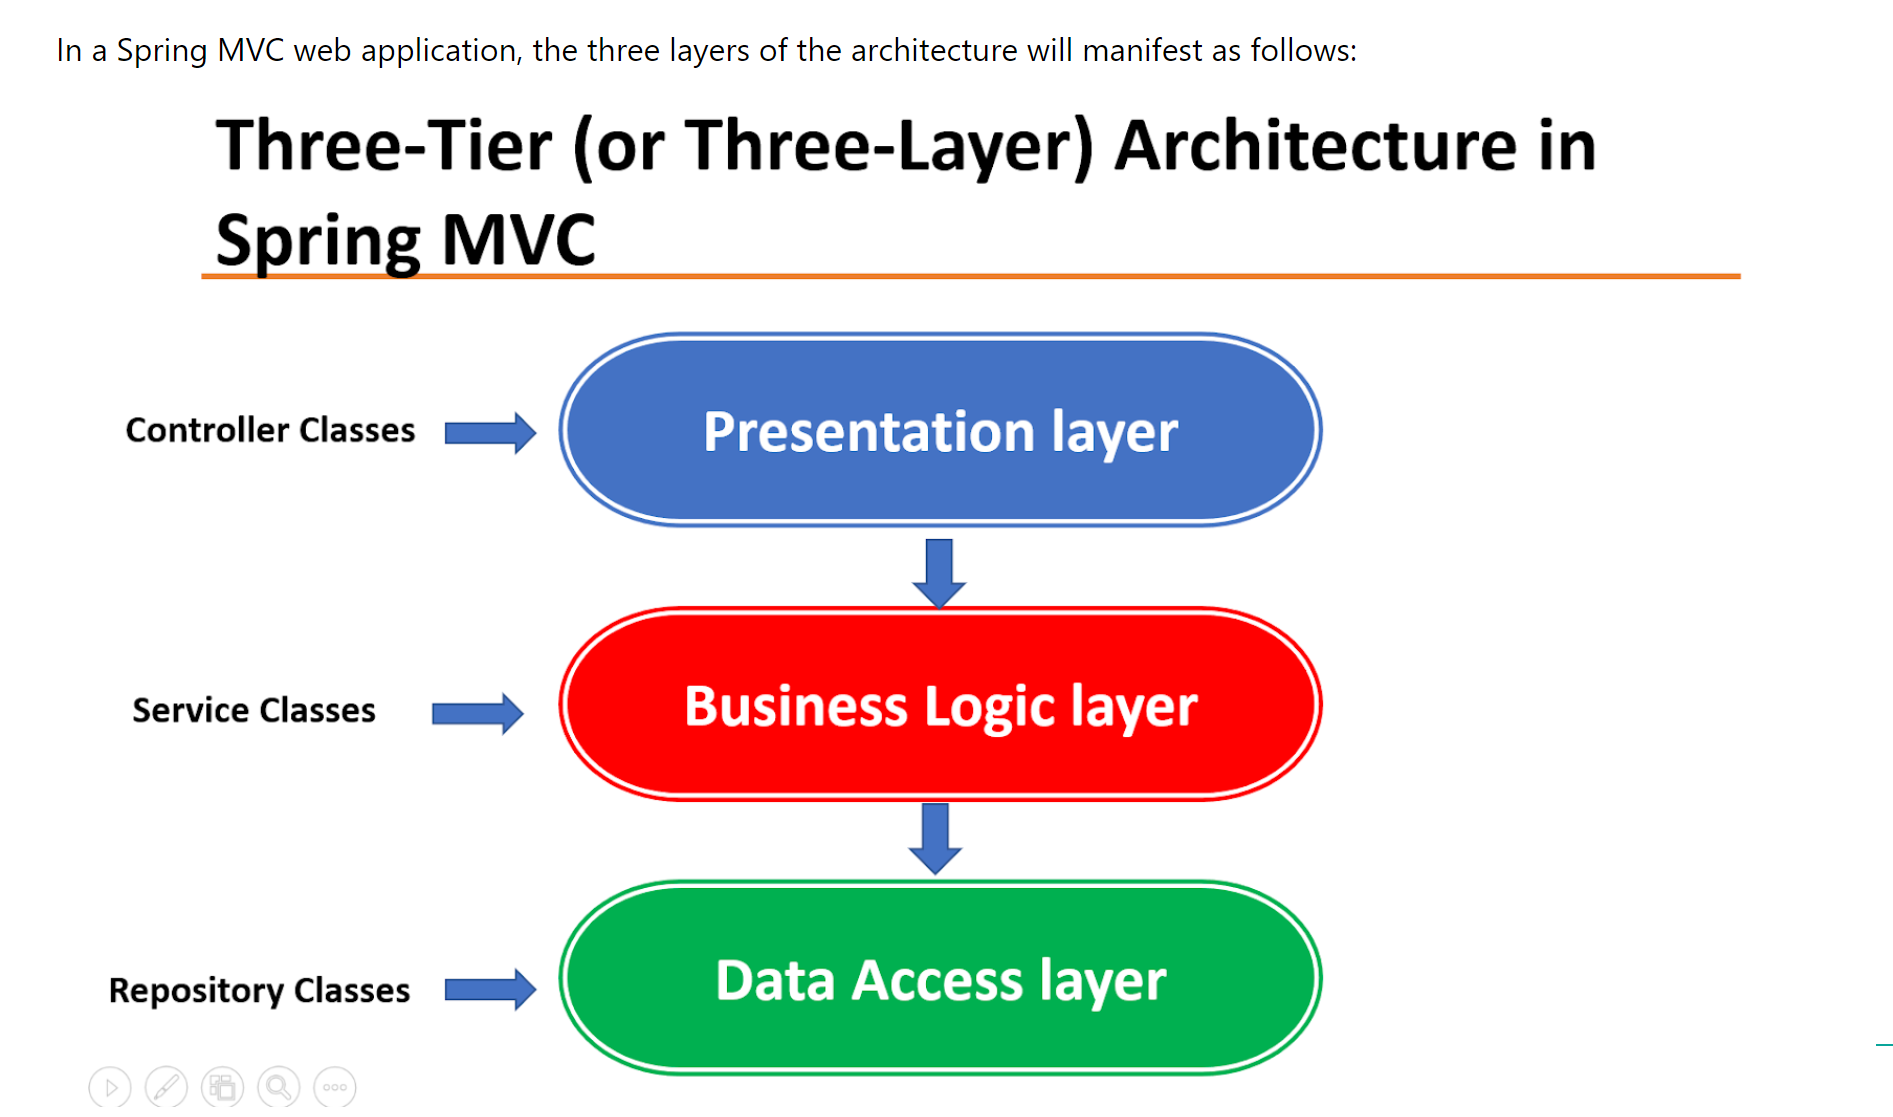 In a Spring MVC web application, the three layers of the architecture will manifest as follows:
Three-Tier (or Three-Layer) Architecture in
Spring MVC
Controller Classes
Presentation layer
Service Classes
Business Logic layer
Repository Classes
Data Access layer